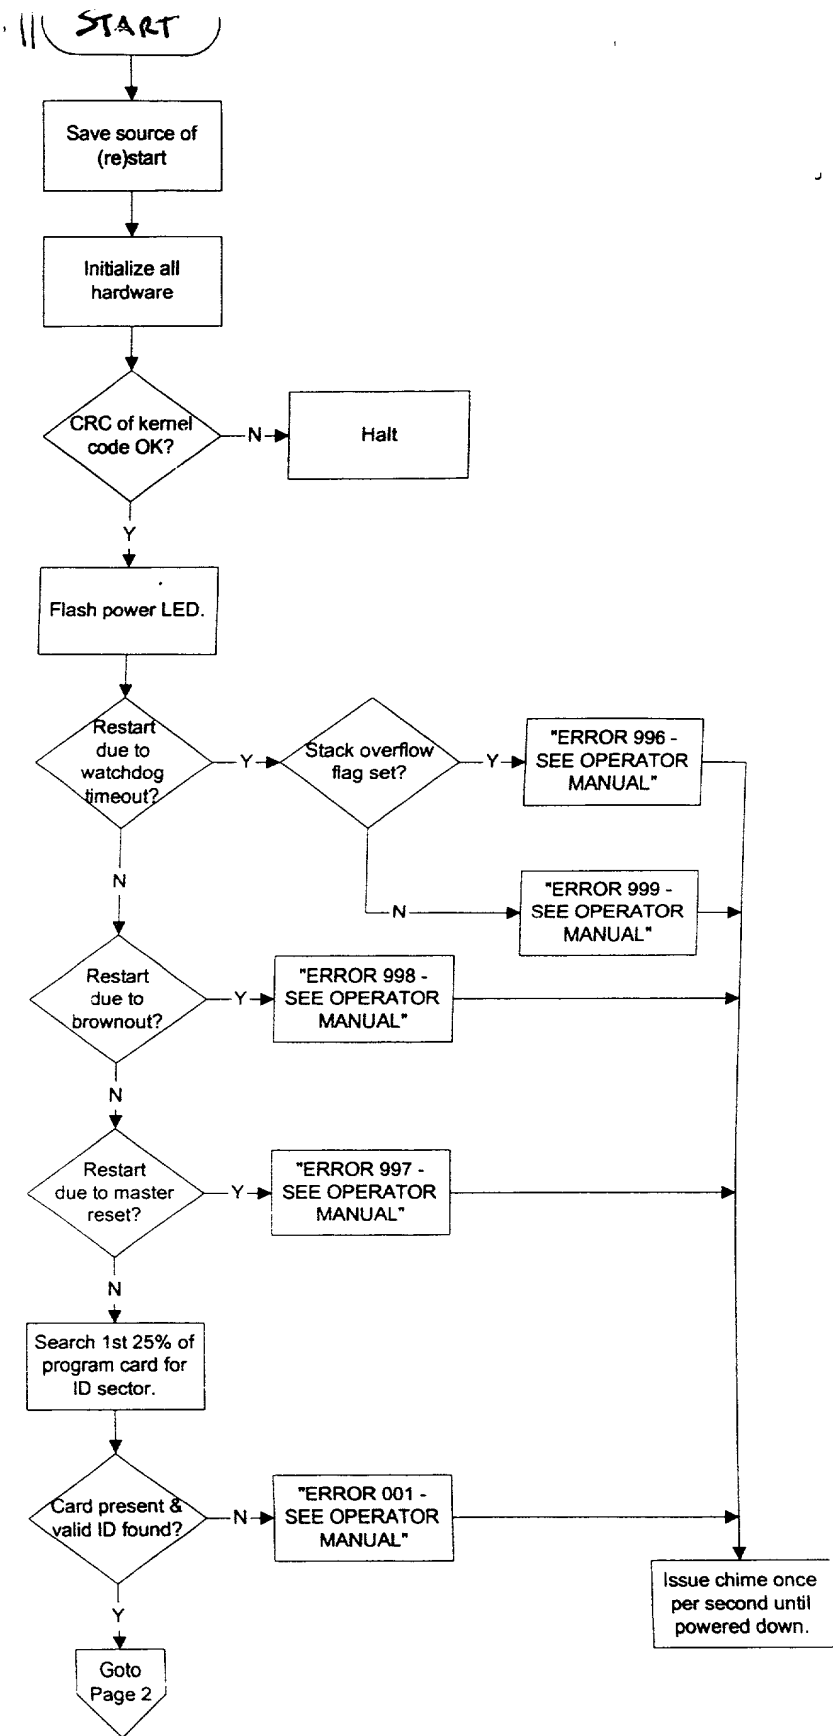 START
Save source of
(re)start
Initialize all
hardware
CRC of kernel
code OK?
N
Halt
Y
Flash power LED.
Restart
due to
watchdog
timeout?
Y
Stack overflow
flag set?
Y
"ERROR 996 -
SEE OPERATOR
MANUAL"
N
N
"ERROR 999 -
SEE OPERATOR
MANUAL"
Restart
due to
brownout?
Y
"ERROR 998 -
SEE OPERATOR
MANUAL"
N
Restart
due to master
reset?
Y
"ERROR 997 -
SEE OPERATOR
MANUAL"
N
Search 1st 25% of
program card for
ID sector.
Card present &
valid ID found?
N
"ERROR 001 -
SEE OPERATOR
MANUAL"
Issue chime once
per second until
powered down.
Y
Goto
Page 2